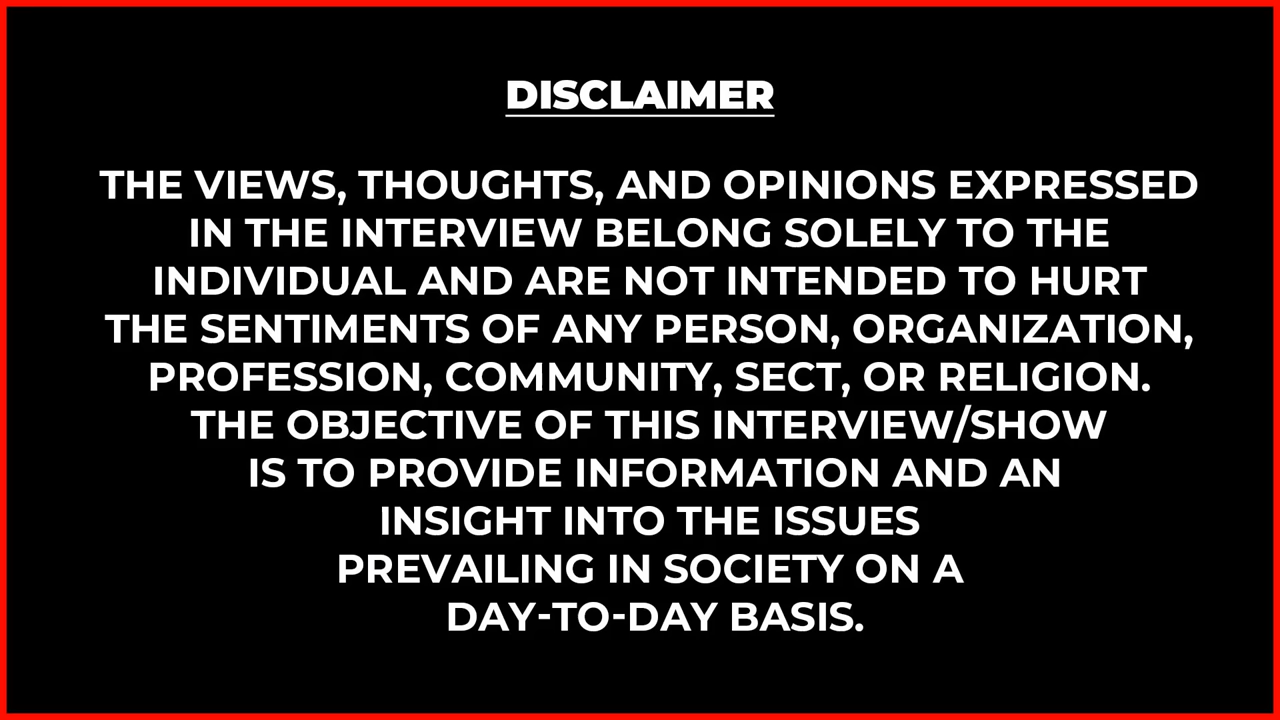 DISCLAIMER
THE VIEWS, THOUGHTS, AND OPINIONS EXPRESSED
IN THE INTERVIEW BELONG SOLELY TO THE
INDIVIDUAL AND ARE NOT INTENDED TO HURT
THE SENTIMENTS OF ANY PERSON, ORGANIZATION,
PROFESSION, COMMUNITY, SECT, OR RELIGION.
THE OBJECTIVE OF THIS INTERVIEW/SHOW
IS TO PROVIDE INFORMATION AND AN
INSIGHT INTO THE ISSUES
PREVAILING IN SOCIETY ON A
DAY-TO-DAY BASIS.